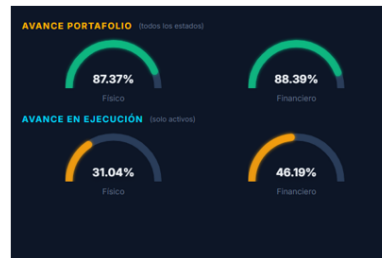 AVANCE PORTAFOLIO (todos los estados)
87.37% 88.39%
Físico Financiero
AVANCE EN EJECUCIÓN (solo activos)
31.04% 46.19%
Físico Financiero